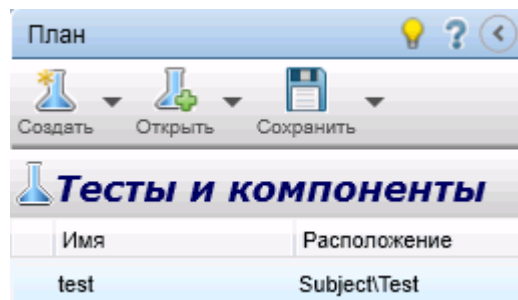 План
Создать Открыть Сохранить
Тесты и компоненты
Имя Расположение
test Subject\Test